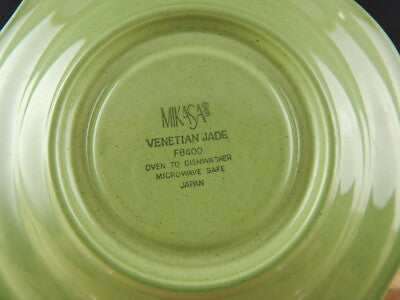 MIKASA®
VENETIAN JADE
F8400
OVEN TO DISHWASHER
MICROWAVE SAFE
JAPAN